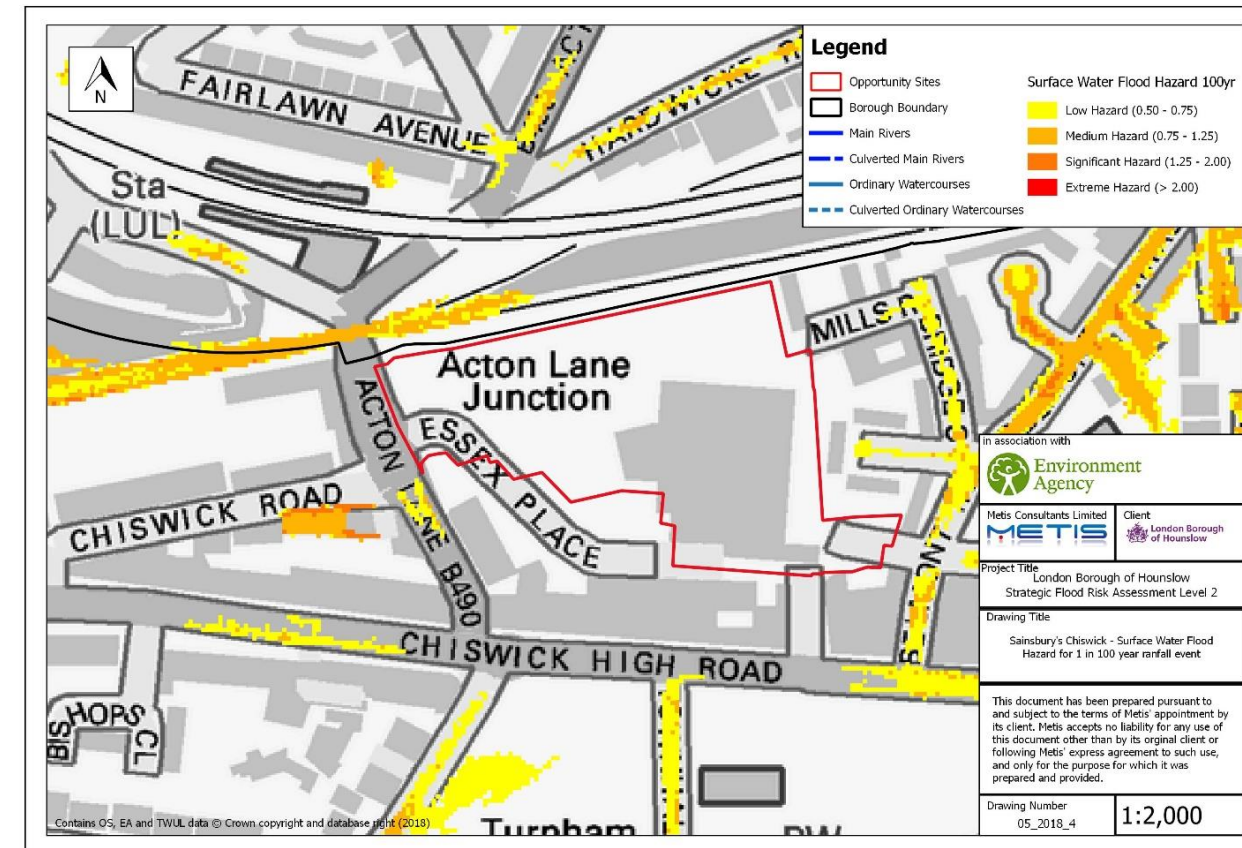 N
FAIRLAWN AVENUE
HARDWICKE
Sta
(LUL)
Legend
Opportunity Sites
Borough Boundary
Main Rivers
Culverted Main Rivers
Ordinary Watercourses
Culverted Ordinary Watercourses
Surface Water Flood Hazard 100yr
Low Hazard (0.50 - 0.75)
Medium Hazard (0.75 - 1.25)
Significant Hazard (1.25 - 2.00)
Extreme Hazard (> 2.00)
Acton Lane
Junction
MILLS
ACTON LANE B490
ESSEX PLACE
CHISWICK ROAD
CHISWICK HIGH ROAD
BISHOPS CL
Turnham
PW
Contains OS, EA and TWUL data © Crown copyright and database right (2018)
in association with
Environment
Agency
Metis Consultants Limited
METIS
Client
London Borough
of Hounslow
Project Title
London Borough of Hounslow
Strategic Flood Risk Assessment Level 2
Drawing Title
Sainsbury's Chiswick - Surface Water Flood
Hazard for 1 in 100 year ranfall event
This document has been prepared pursuant to
and subject to the terms of Metis' appointment by
its client. Metis accepts no liability for any use of
this document other than by its orginal client or
following Metis' express agreement to such use,
and only for the purpose for which it was
prepared and provided.
Drawing Number
05_2018_4
1:2,000